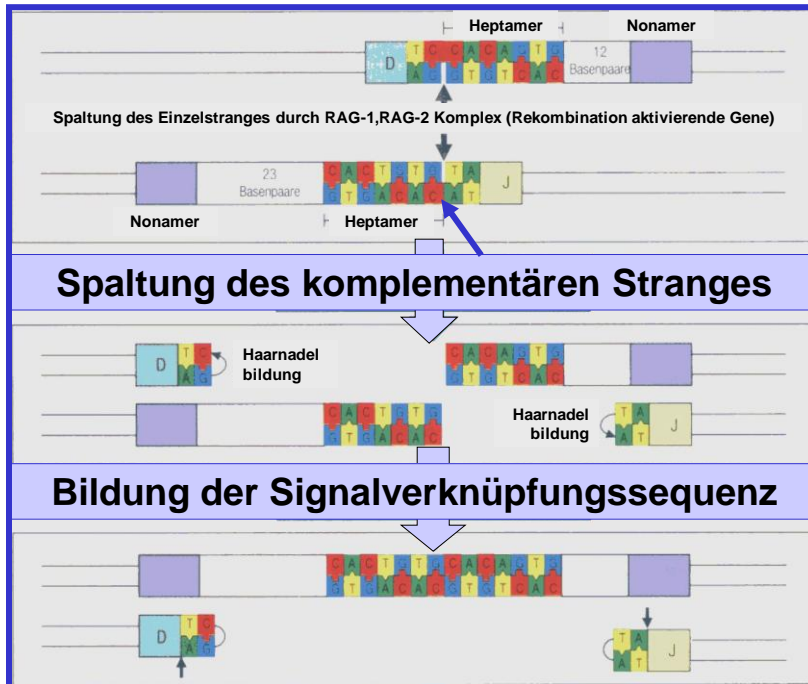 Heptamer Nonamer
D T C C A C A G T G 12
A G G T G T C A C Basenpaare
Spaltung des Einzelstranges durch RAG-1,RAG-2 Komplex (Rekombination aktivierende Gene)
23 C A C T G T G T A J
Basenpaare G T G A C A C A T
Nonamer Heptamer
Spaltung des komplementären Stranges
D T C Haarnadel C A C A G T G
A G bildung G T G T C A C
C A C T G T G Haarnadel T A J
G T G A C A C bildung A T
Bildung der Signalverknüpfungssequenz
C A C T G T G C A C A G T G
G T G A C A C G T G T C A C
D T C T A J
A G A T